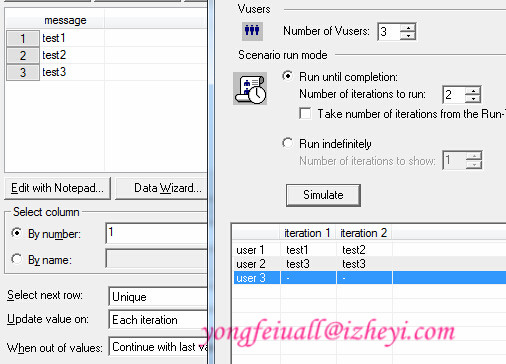 message
1 test1
2 test2
3 test3
Edit with Notepad... Data Wizard...
Select column
By number: 1
By name:
Select next row: Unique
Update value on: Each iteration
When out of values: Continue with last
Vusers
Number of Vusers: 3
Scenario run mode
Run until completion:
Number of iterations to run: 2
Take number of iterations from the Run-
Run indefinitely
Number of iterations to show: 1
Simulate
iteration 1 iteration 2
user 1 test1 test2
user 2 test3 test3
user 3 - -
yongfeiuall@izheyi.com